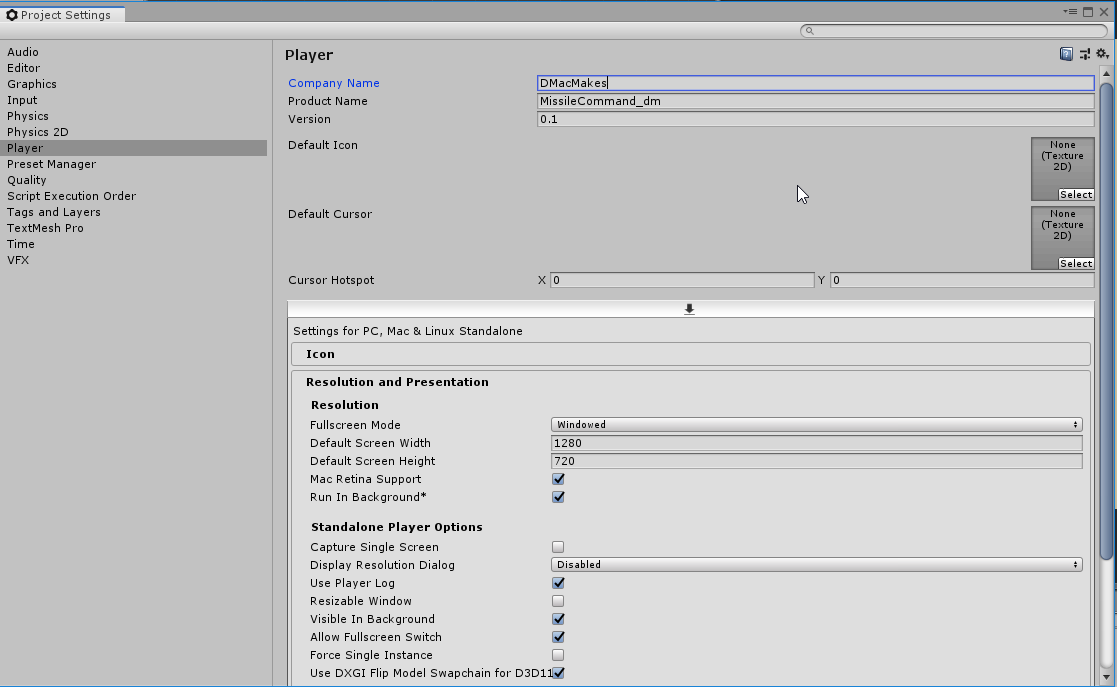 Project Settings
Audio
Editor
Graphics
Input
Physics
Physics 2D
Player
Preset Manager
Quality
Script Execution Order
Tags and Layers
TextMesh Pro
Time
VFX
Player
Company Name DMacMakes
Product Name MissileCommand_dm
Version 0.1
Default Icon
None
(Texture
2D)
Select
Default Cursor
None
(Texture
2D)
Select
Cursor Hotspot X 0 Y 0
Settings for PC, Mac & Linux Standalone
Icon
Resolution and Presentation
Resolution
Fullscreen Mode Windowed
Default Screen Width 1280
Default Screen Height 720
Mac Retina Support
Run In Background*
Standalone Player Options
Capture Single Screen
Display Resolution Dialog Disabled
Use Player Log
Resizable Window
Visible In Background
Allow Fullscreen Switch
Force Single Instance
Use DXGI Flip Model Swapchain for D3D11